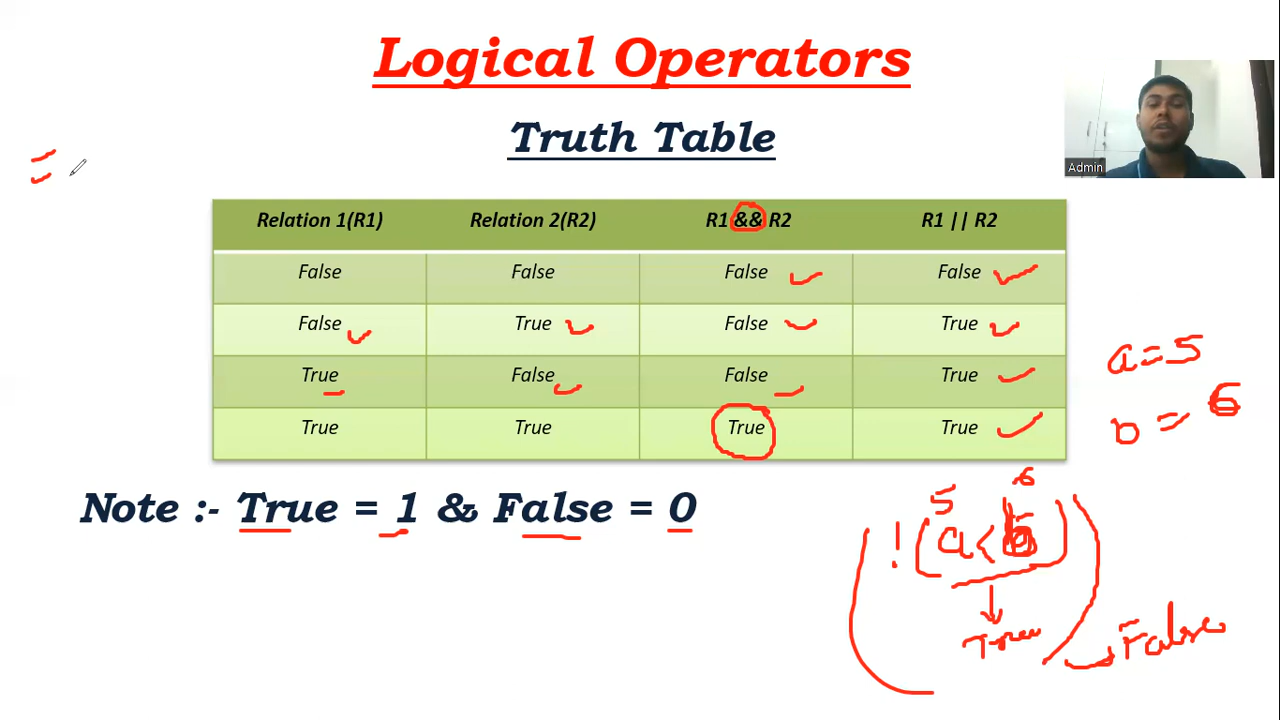 Logical Operators
Truth Table
Admin
=
Relation 1(R1) Relation 2(R2) R1 && R2 R1 || R2
False False False False
False True False True
True False False True
True True True True
a=5
b=6
Note :- True = 1 & False = 0
5 6
!(a<b)
True
False